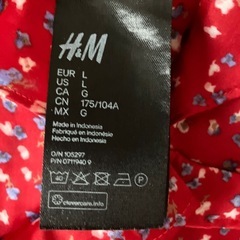 H&M
EUR L
US L
CA G
CN 175/104A
MX G
Made in Indonesia
Fabriqué en Indonésie
Hecho en Indonesia
O/N 105297
P/N 0711940 9
40
clevercare.info